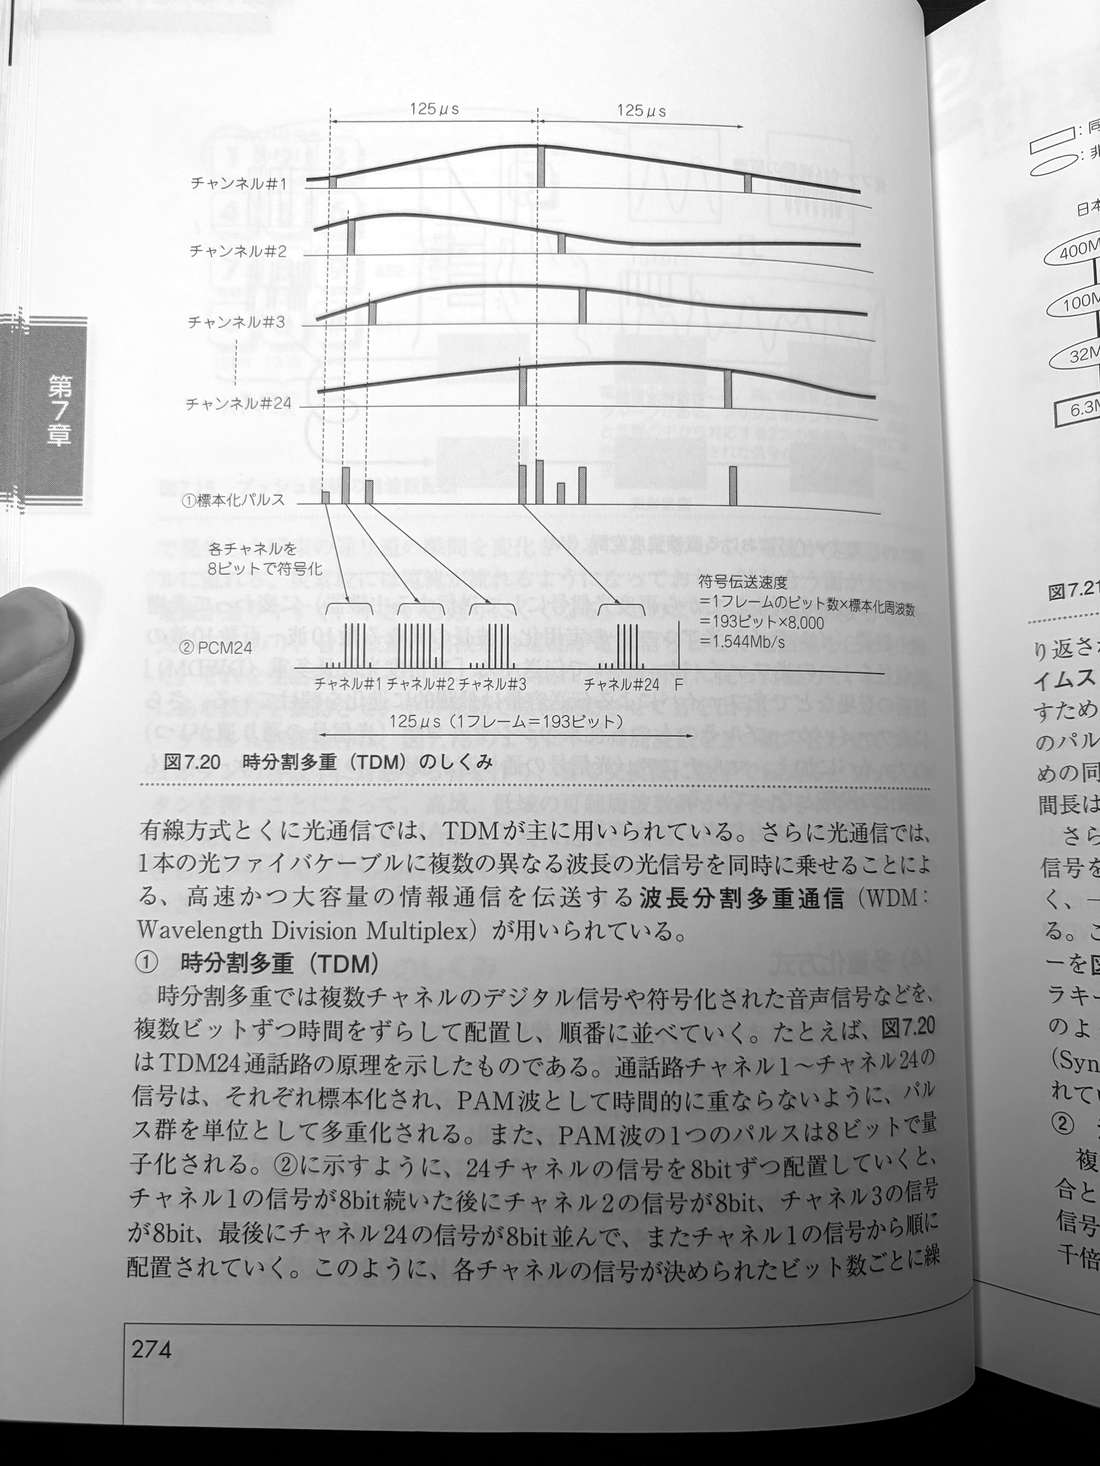 125μs
125μs
チャンネル#1
チャンネル#2
チャンネル#3
チャンネル#24
①標本化パルス
各チャネルを
8ビットで符号化
符号伝送速度
＝1フレームのビット数×標本化周波数
＝193ビット×8,000
＝1.544Mb/s
②PCM24
チャネル#1 チャネル#2 チャネル#3 チャネル#24 F
125μs（1フレーム＝193ビット）
図7.20　時分割多重（TDM）のしくみ
第7章
有線方式とくに光通信では、TDMが主に用いられている。さらに光通信では、
1本の光ファイバケーブルに複数の異なる波長の光信号を同時に乗せることによ
る、高速かつ大容量の情報通信を伝送する波長分割多重通信（WDM：
Wavelength Division Multiplex）が用いられている。
①　時分割多重（TDM）
時分割多重では複数チャネルのデジタル信号や符号化された音声信号などを、
複数ビットずつ時間をずらして配置し、順番に並べていく。たとえば、図7.20
はTDM24通話路の原理を示したものである。通話路チャネル1～チャネル24の
信号は、それぞれ標本化され、PAM波として時間的に重ならないように、パル
ス群を単位として多重化される。また、PAM波の1つのパルスは8ビットで量
子化される。②に示すように、24チャネルの信号を8bitずつ配置していくと、
チャネル1の信号が8bit続いた後にチャネル2の信号が8bit、チャネル3の信号
が8bit、最後にチャネル24の信号が8bit並んで、またチャネル1の信号から順に
配置されていく。このように、各チャネルの信号が決められたビット数ごとに繰
274
：同
：非
日本
400M
100M
32M
6.3M
図7.21
り返さ
イムス
すため
のパル
めの同
間長は
さら
信号を
く、一
る。こ
ーを図
ラキー
のよ
（Syn
れてい
②
複
合と
信号
干倍